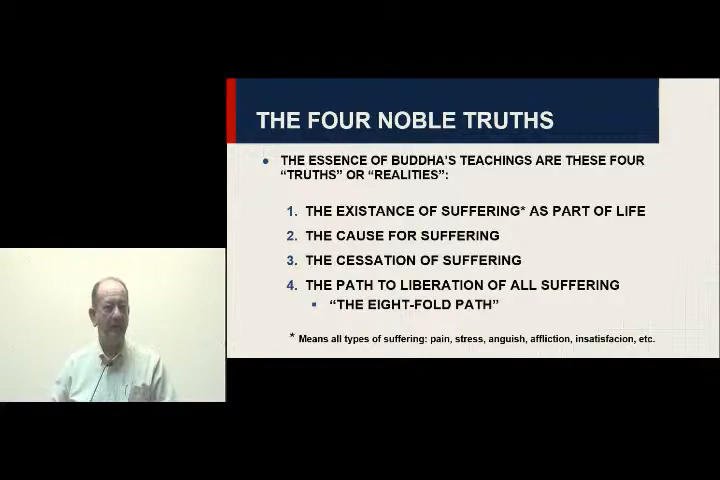 THE FOUR NOBLE TRUTHS
• THE ESSENCE OF BUDDHA'S TEACHINGS ARE THESE FOUR
"TRUTHS" OR "REALITIES":
1. THE EXISTANCE OF SUFFERING* AS PART OF LIFE
2. THE CAUSE FOR SUFFERING
3. THE CESSATION OF SUFFERING
4. THE PATH TO LIBERATION OF ALL SUFFERING
▪ "THE EIGHT-FOLD PATH"
* Means all types of suffering: pain, stress, anguish, affliction, insatisfacion, etc.